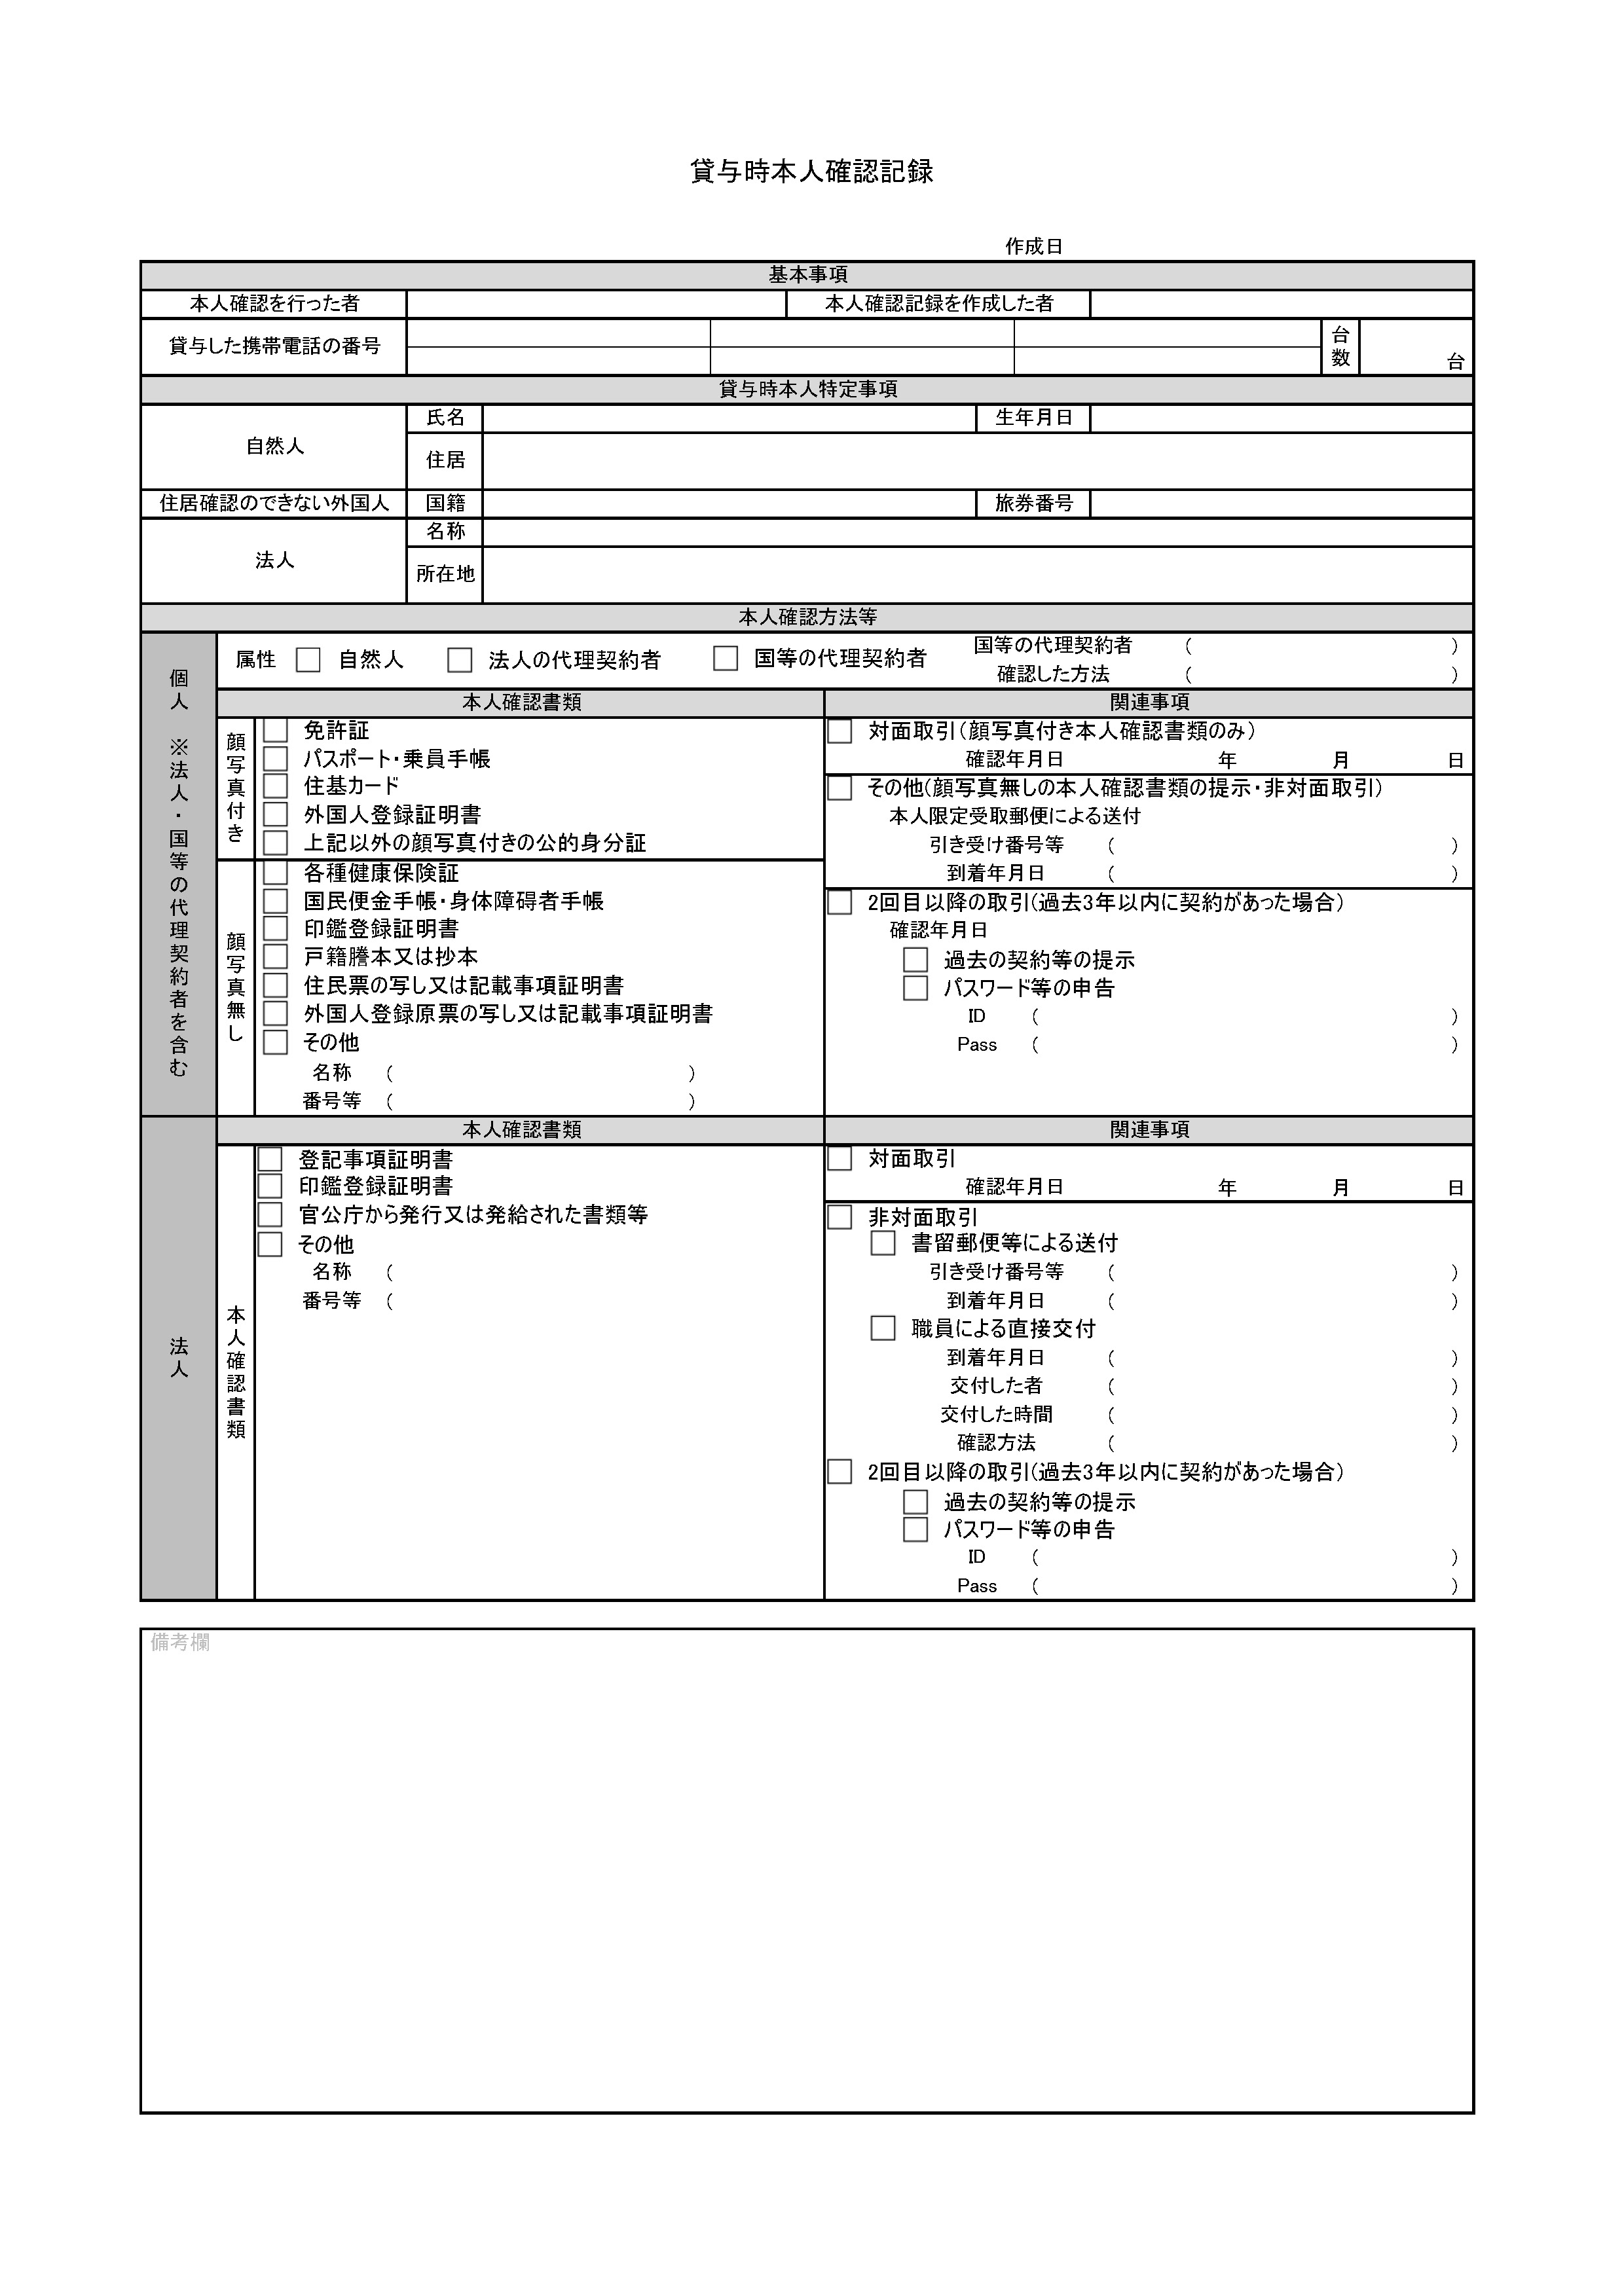 貸与時本人確認記録
作成日
基本事項
本人確認を行った者 本人確認記録を作成した者
貸与した携帯電話の番号 台数 台
貸与時本人特定事項
自然人 氏名 生年月日
住居
住居確認のできない外国人 国籍 旅券番号
法人 名称
所在地
本人確認方法等
個人 ※法人・国等の代理契約者を含む
属性 □ 自然人 □ 法人の代理契約者 □ 国等の代理契約者 国等の代理契約者 ( )
確認した方法 ( )
本人確認書類 関連事項
顔写真付き
□ 免許証
□ パスポート・乗員手帳
□ 住基カード
□ 外国人登録証明書
□ 上記以外の顔写真付きの公的身分証
顔写真無し
□ 各種健康保険証
□ 国民便金手帳・身体障碍者手帳
□ 印鑑登録証明書
□ 戸籍謄本又は抄本
□ 住民票の写し又は記載事項証明書
□ 外国人登録原票の写し又は記載事項証明書
□ その他
名称 ( )
番号等 ( )
□ 対面取引(顔写真付き本人確認書類のみ)
確認年月日 年 月 日
□ その他(顔写真無しの本人確認書類の提示・非対面取引)
本人限定受取郵便による送付
引き受け番号等 ( )
到着年月日 ( )
□ 2回目以降の取引(過去3年以内に契約があった場合)
確認年月日
□ 過去の契約等の提示
□ パスワード等の申告
ID ( )
Pass ( )
法人
本人確認書類 関連事項
本人確認書類
□ 登記事項証明書
□ 印鑑登録証明書
□ 官公庁から発行又は発給された書類等
□ その他
名称 (
番号等 (
□ 対面取引
確認年月日 年 月 日
□ 非対面取引
□ 書留郵便等による送付
引き受け番号等 ( )
到着年月日 ( )
□ 職員による直接交付
到着年月日 ( )
交付した者 ( )
交付した時間 ( )
確認方法 ( )
□ 2回目以降の取引(過去3年以内に契約があった場合)
□ 過去の契約等の提示
□ パスワード等の申告
ID ( )
Pass ( )
備考欄